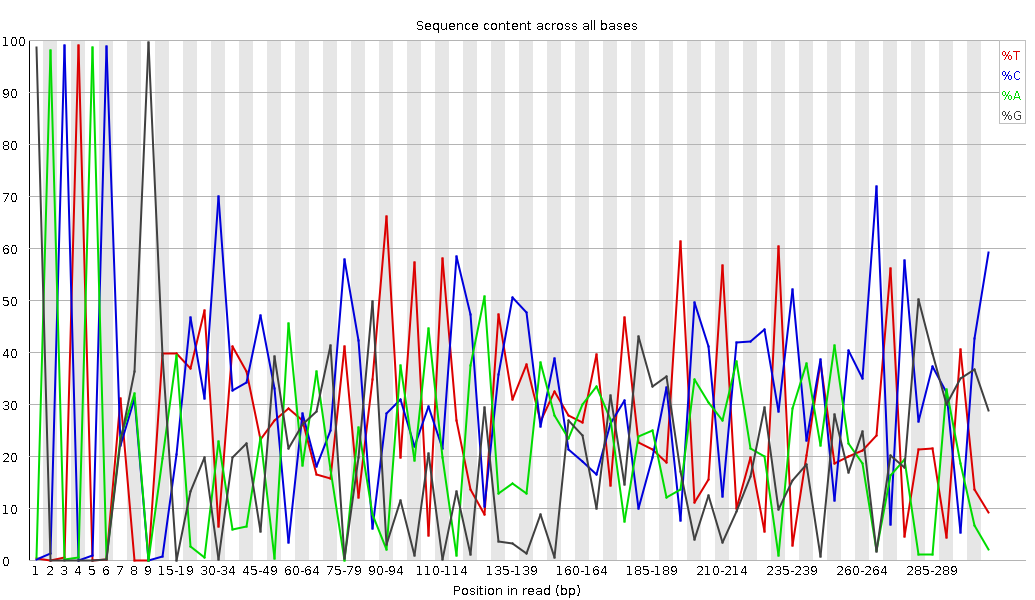 Sequence content across all bases
100
90
80
70
60
50
40
30
20
10
0
%T
%C
%A
%G
1 2 3 4 5 6 7 8 9 15-19 30-34 45-49 60-64 75-79 90-94 110-114 135-139 160-164 185-189 210-214 235-239 260-264 285-289
Position in read (bp)